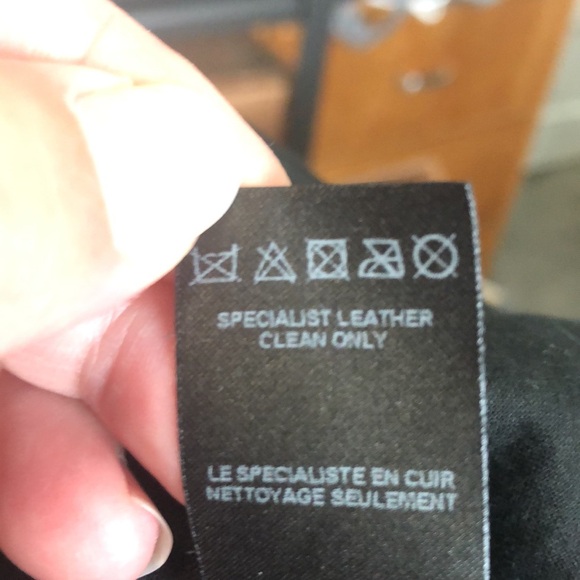 SPECIALIST LEATHER
CLEAN ONLY
LE SPECIALISTE EN CUIR
NETTOYAGE SEULEMENT